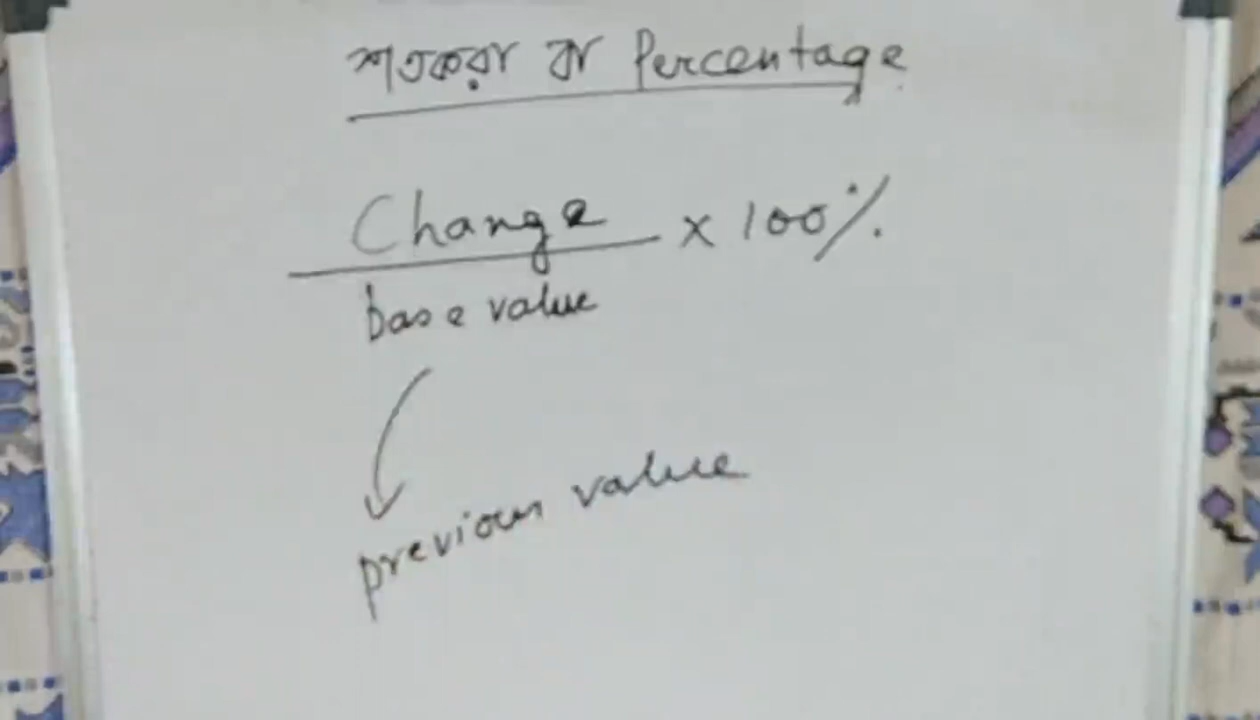 শতকরা বা Percentage
Change × 100%.
base value
previous value